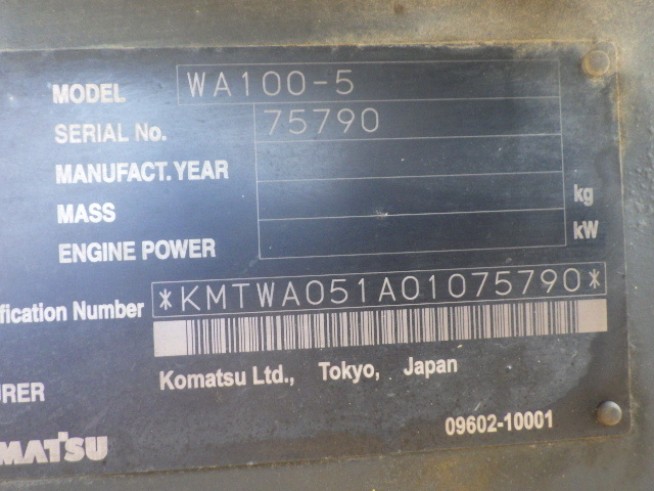 MODEL WA100-5
SERIAL No. 75790
MANUFACT. YEAR
MASS kg
ENGINE POWER kW
fication Number *KMTWA051A01075790*
Komatsu Ltd., Tokyo, Japan
URER
MATSU 09602-10001